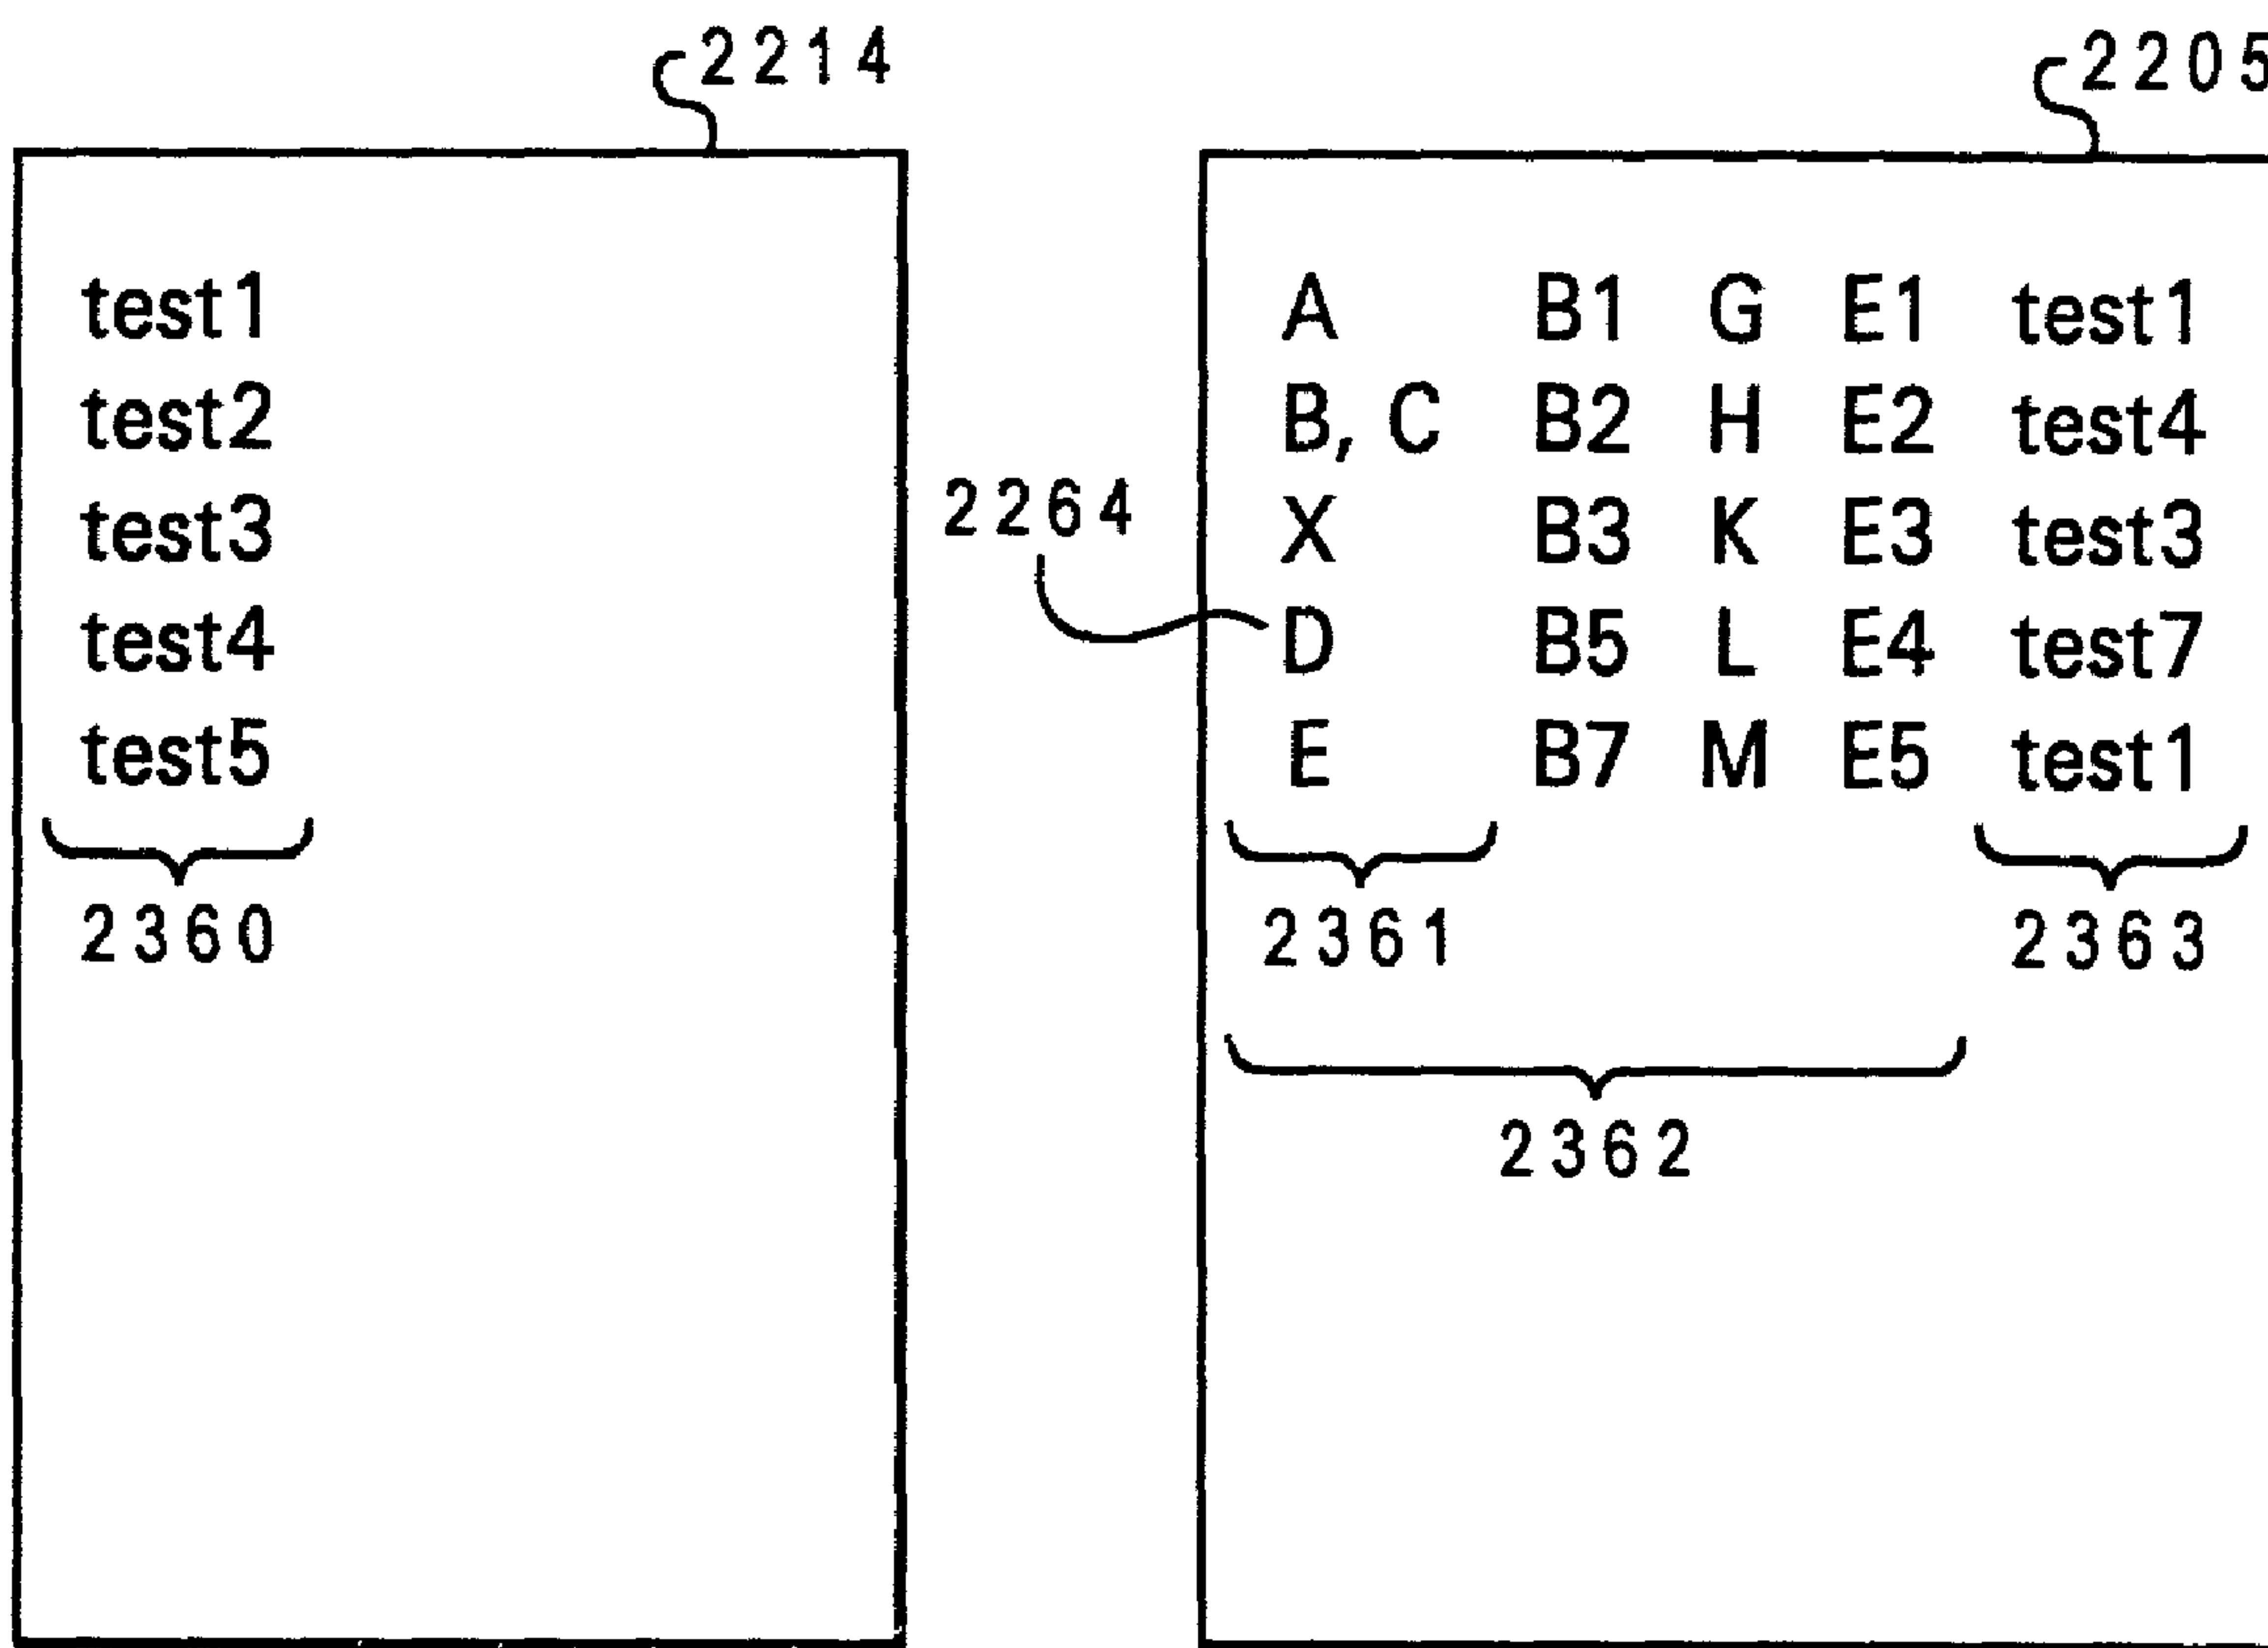 2214
2205
test1
test2
test3
test4
test5
2360
2264
A B1 G E1 test1
B, C B2 H E2 test4
X B3 K E3 test3
D B5 L E4 test7
E B7 M E5 test1
2361 2363
2362